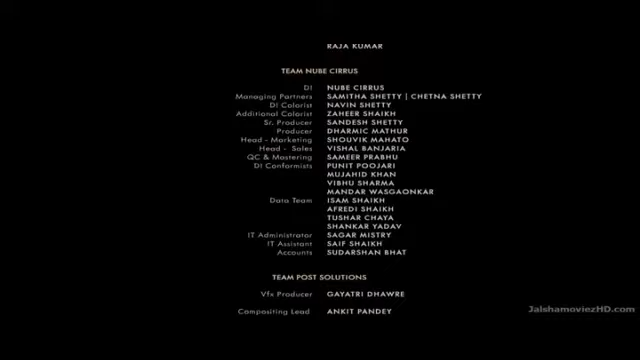 RAJA KUMAR
TEAM NUBE CIRRUS
DI NUBE CIRRUS
Managing Partners SAMITHA SHETTY | CHETNA SHETTY
DI Colorist NAVIN SHETTY
Additional Colorist ZAHEER SHAIKH
Sr. Producer SANDESH SHETTY
Producer DHARMIC MATHUR
Head - Marketing SHOUVIK MAHATO
Head - Sales VISHAL BANJARIA
QC & Mastering SAMEER PRABHU
DI Conformists PUNIT POOJARI
MUJAHID KHAN
VIBHU SHARMA
MANDAR WASGAONKAR
Data Team ISAM SHAIKH
AFREDI SHAIKH
TUSHAR CHAYA
SHANKAR YADAV
IT Administrator SAGAR MISTRY
IT Assistant SAIF SHAIKH
Accounts SUDARSHAN BHAT
TEAM POST SOLUTIONS
Vfx Producer GAYATRI DHAWRE
Compositing Lead ANKIT PANDEY
JalshamoviezHD.com